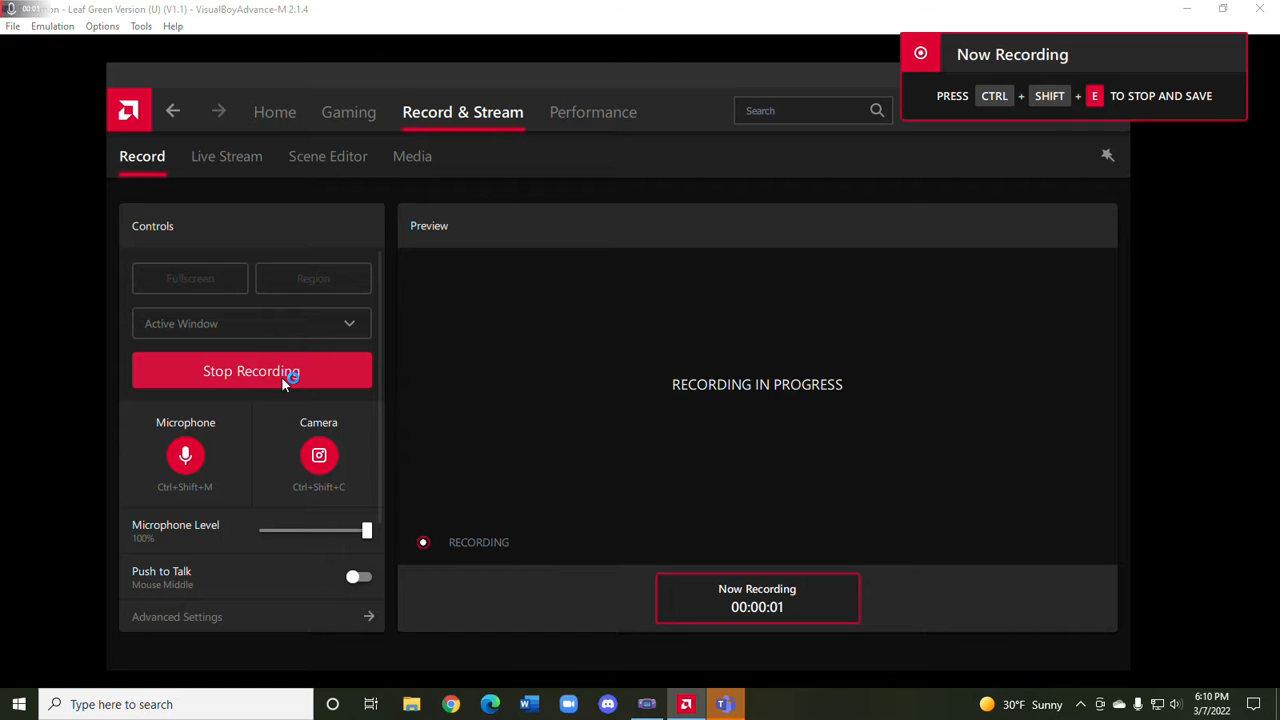 00:01
on - Leaf Green Version (U) (V1.1) - VisualBoyAdvance-M 2.1.4
File Emulation Options Tools Help
Now Recording
PRESS CTRL + SHIFT + E TO STOP AND SAVE
Home Gaming Record & Stream Performance
Search
Record Live Stream Scene Editor Media
Controls
Preview
Fullscreen Region
Active Window
Stop Recording
RECORDING IN PROGRESS
Microphone Camera
Ctrl+Shift+M Ctrl+Shift+C
Microphone Level
100%
RECORDING
Push to Talk
Mouse Middle
Now Recording
00:00:01
Advanced Settings
Type here to search
30°F Sunny
6:10 PM
3/7/2022